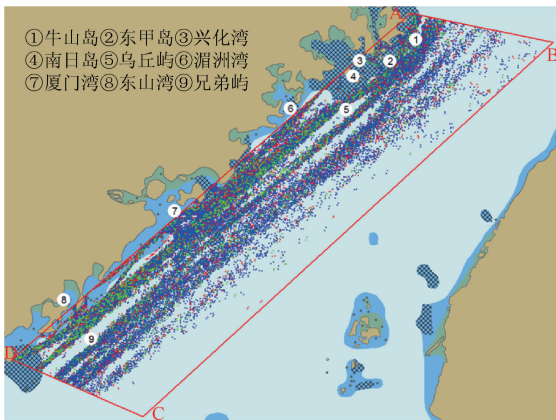 ①牛山岛②东甲岛③兴化湾
④南日岛⑤乌丘屿⑥湄洲湾
⑦厦门湾⑧东山湾⑨兄弟屿
A
B
①
②
③
④
⑤
⑥
⑦
⑧
⑨
D
C